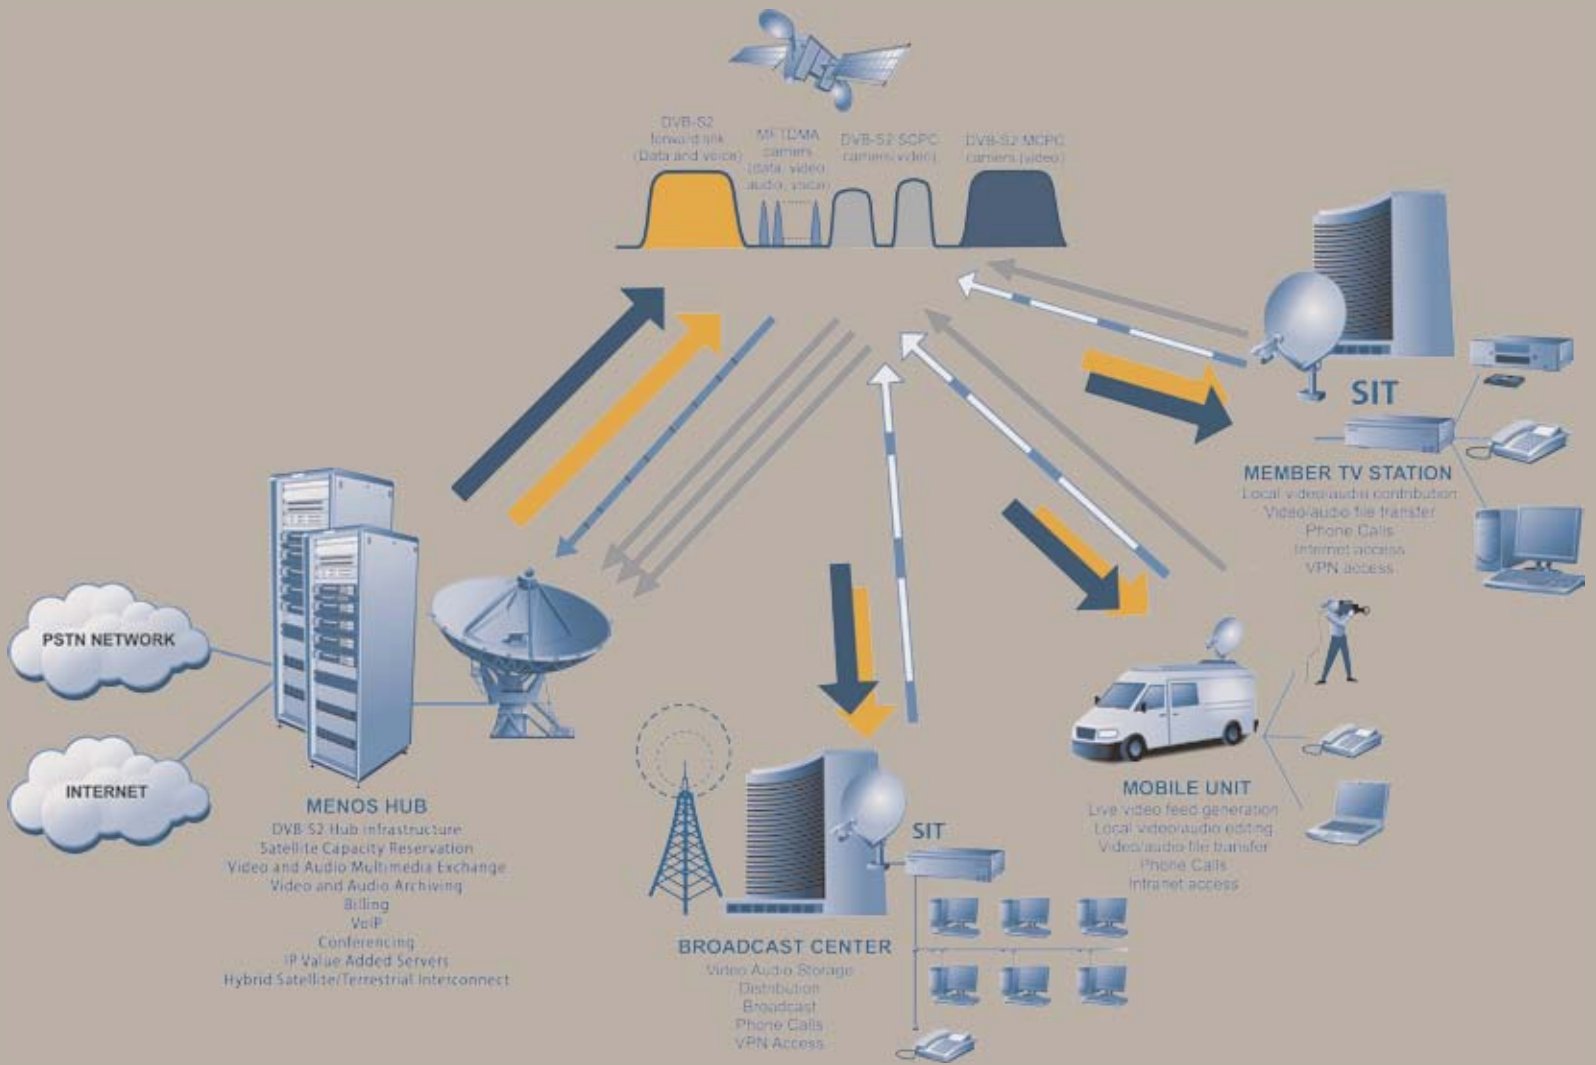 DVB-S2
forward link
(Data and voice)
MFTDMA
carriers
(data, video,
audio, voice)
DVB-S2 SCPC
carriers(video)
DVB-S2 MCPC
carriers (video)
SIT
MEMBER TV STATION
Local video/audio contribution
Video/audio file transfer
Phone Calls
Internet access
VPN access
PSTN NETWORK
INTERNET
MENOS HUB
DVB-S2 Hub infrastructure
Satellite Capacity Reservation
Video and Audio Multimedia Exchange
Video and Audio Archiving
Billing
VoIP
Conferencing
IP Value Added Servers
Hybrid Satellite/Terrestrial Interconnect
SIT
BROADCAST CENTER
Video Audio Storage
Distribution
Broadcast
Phone Calls
VPN Access
MOBILE UNIT
Live video feed generation
Local video/audio editing
Video/audio file transfer
Phone Calls
Intranet access